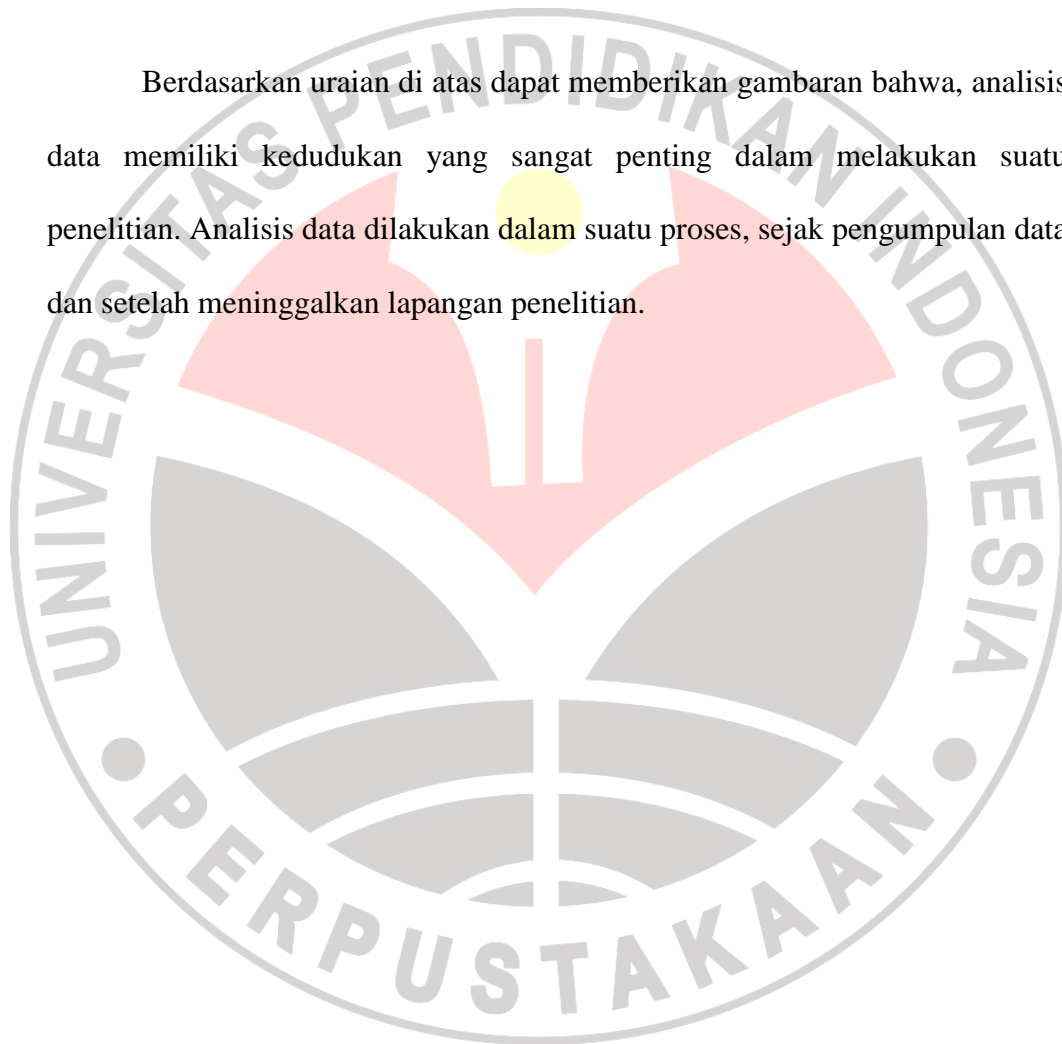 Berdasarkan uraian di atas dapat memberikan gambaran bahwa, analisis
data memiliki kedudukan yang sangat penting dalam melakukan suatu
penelitian. Analisis data dilakukan dalam suatu proses, sejak pengumpulan data
dan setelah meninggalkan lapangan penelitian.
UNIVERSITAS PENDIDIKAN INDONESIA
PERPUSTAKAAN